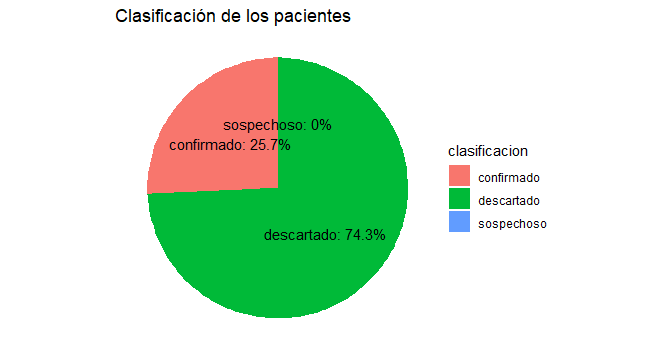 Clasificación de los pacientes
sospechoso: 0%
confirmado: 25.7%
descartado: 74.3%
clasificacion
confirmado
descartado
sospechoso